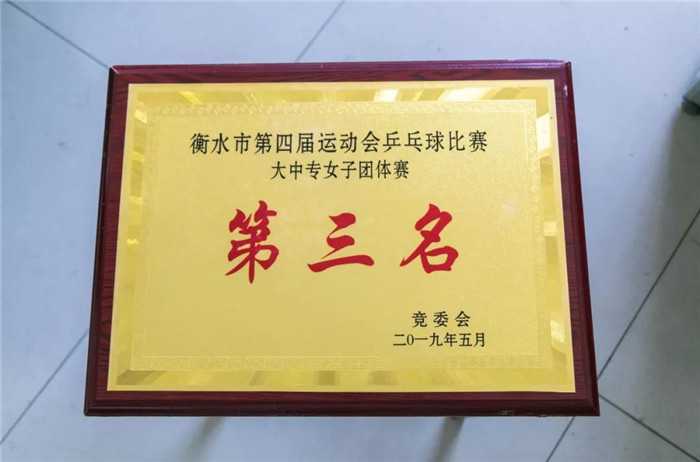 衡水市第四届运动会乒乓球比赛
大中专女子团体赛
第三名
竞委会
二0一九年五月